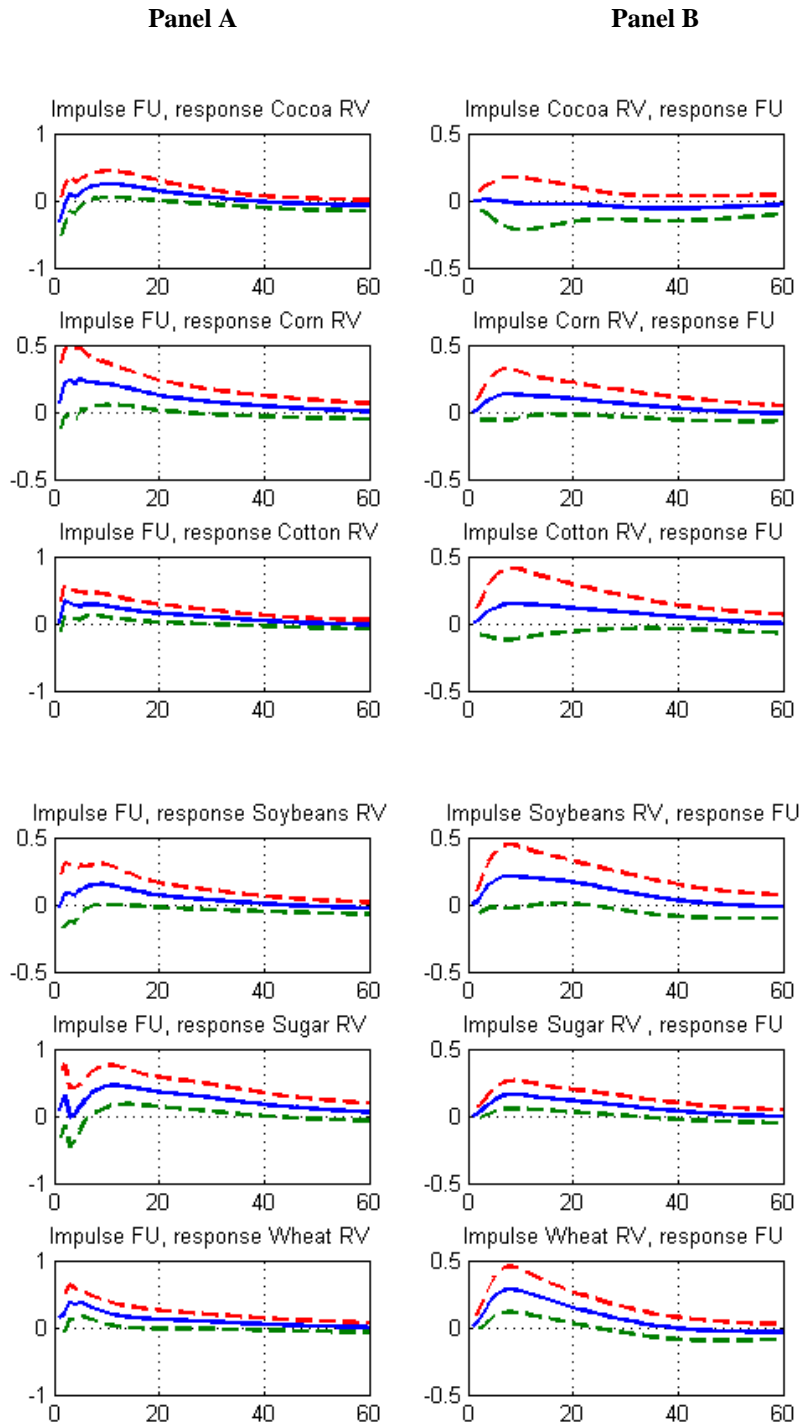 Panel A Panel B
Impulse FU, response Cocoa RV Impulse Cocoa RV, response FU
1 0.5
0 0
-1 -0.5
0 20 40 60 0 20 40 60
Impulse FU, response Corn RV Impulse Corn RV, response FU
0.5 0.5
0 0
-0.5 -0.5
0 20 40 60 0 20 40 60
Impulse FU, response Cotton RV Impulse Cotton RV, response FU
1 0.5
0 0
-1 -0.5
0 20 40 60 0 20 40 60
Impulse FU, response Soybeans RV Impulse Soybeans RV, response FU
0.5 0.5
0 0
-0.5 -0.5
0 20 40 60 0 20 40 60
Impulse FU, response Sugar RV Impulse Sugar RV , response FU
1 0.5
0 0
-1 -0.5
0 20 40 60 0 20 40 60
Impulse FU, response Wheat RV Impulse Wheat RV, response FU
1 0.5
0 0
-1 -0.5
0 20 40 60 0 20 40 60